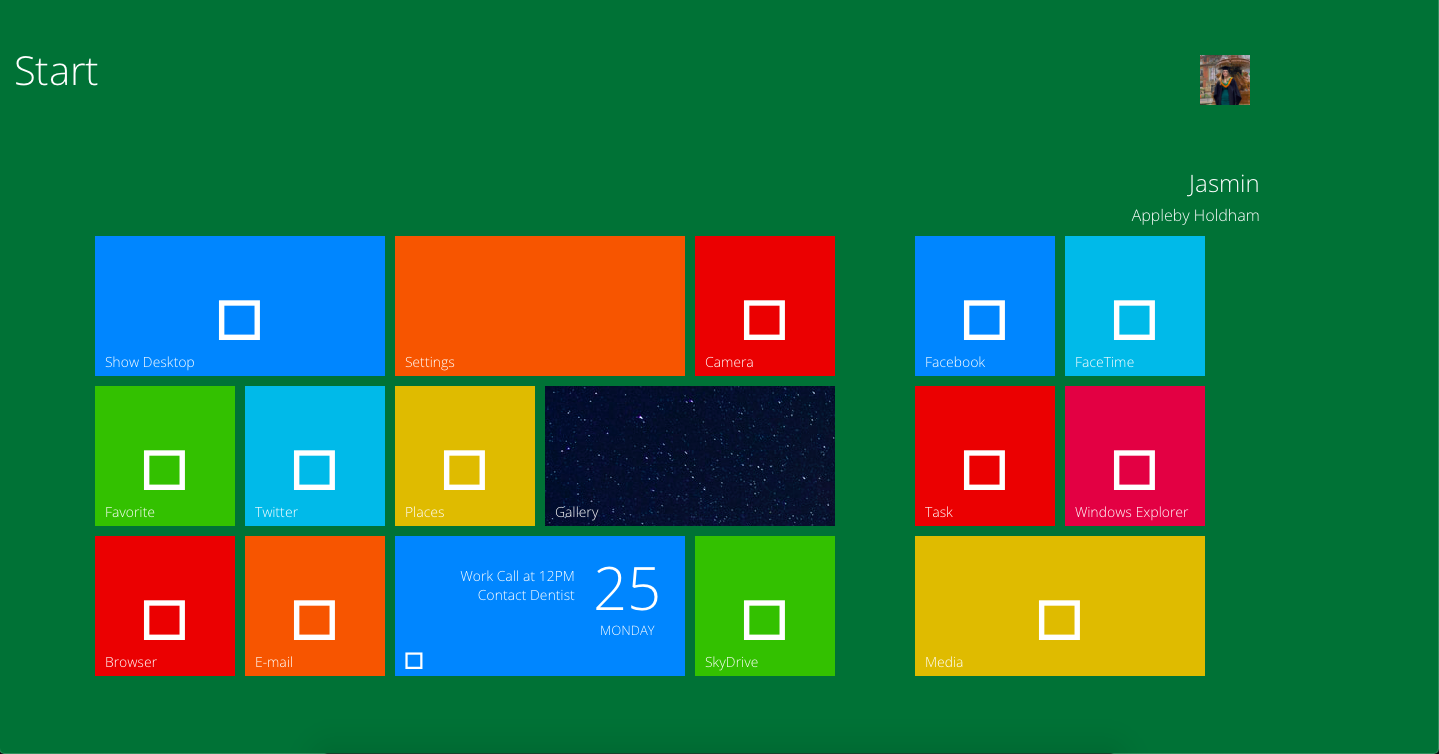 Start
Jasmin
Appleby Holdham
Show Desktop
Settings
Camera
Facebook
FaceTime
Favorite
Twitter
Places
Gallery
Task
Windows Explorer
Work Call at 12PM
Contact Dentist
25
MONDAY
Browser
E-mail
SkyDrive
Media